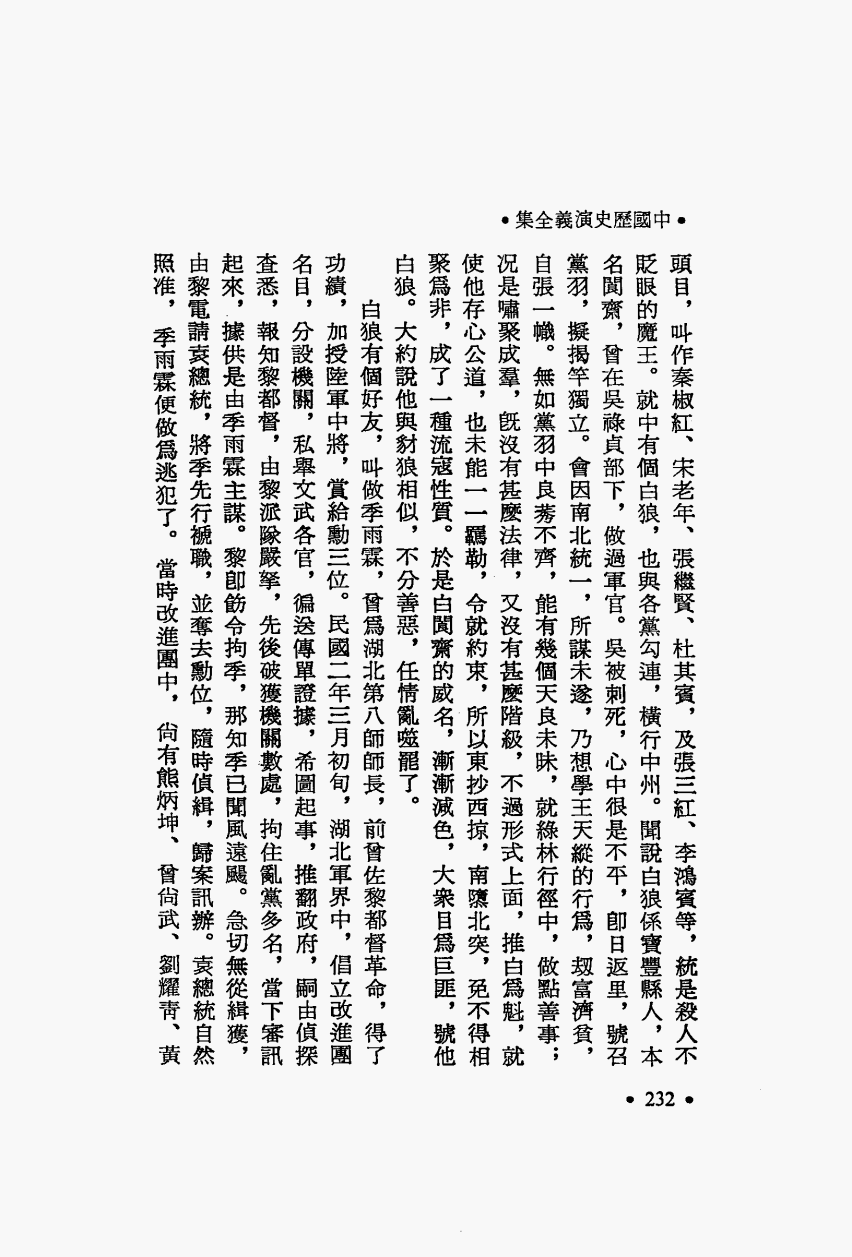 •中國歷史演義全集•
頭目，叫作秦椒紅、宋老年、張繼賢、杜其賓，及張三紅、李鴻賓等，統是殺人不
眨眼的魔王。就中有個白狼，也與各黨勾連，橫行中州。聞說白狼係寶豐縣人，本
名閬齋，曾在吳祿貞部下，做過軍官。吳被刺死，心中很是不平，卽日返里，號召
黨羽，擬揭竿獨立。會因南北統一，所謀未遂，乃想學王天縱的行爲，刼富濟貧，
自張一幟。無如黨羽中良莠不齊，能有幾個天良未昧，就綠林行徑中，做點善事；
況是嘯聚成羣，旣沒有甚麼法律，又沒有甚麼階級，不過形式上面，推白爲魁，就
使他存心公道，也未能一一羈勒，令就約束，所以東抄西掠，南隳北突，免不得相
聚爲非，成了一種流寇性質。於是白閬齋的威名，漸漸減色，大衆目爲巨匪，號他
白狼。大約說他與豺狼相似，不分善惡，任情亂噬罷了。
白狼有個好友，叫做季雨霖，曾爲湖北第八師師長，前曾佐黎都督革命，得了
功績，加授陸軍中將，賞給勳三位。民國二年三月初旬，湖北軍界中，倡立改進團
名目，分設機關，私舉文武各官，徧送傳單證據，希圖起事，推翻政府，嗣由偵探
查悉，報知黎都督，由黎派隊嚴拏，先後破獲機關數處，拘住亂黨多名，當下審訊
起來，據供是由季雨霖主謀。黎卽飭令拘季，那知季已聞風遠颺。急切無從緝獲，
由黎電請袁總統，將季先行褫職，並奪去勳位，隨時偵緝，歸案訊辦。袁總統自然
照准，季雨霖便做爲逃犯了。當時改進團中，尙有熊炳坤、曾尙武、劉耀靑、黃
• 232 •